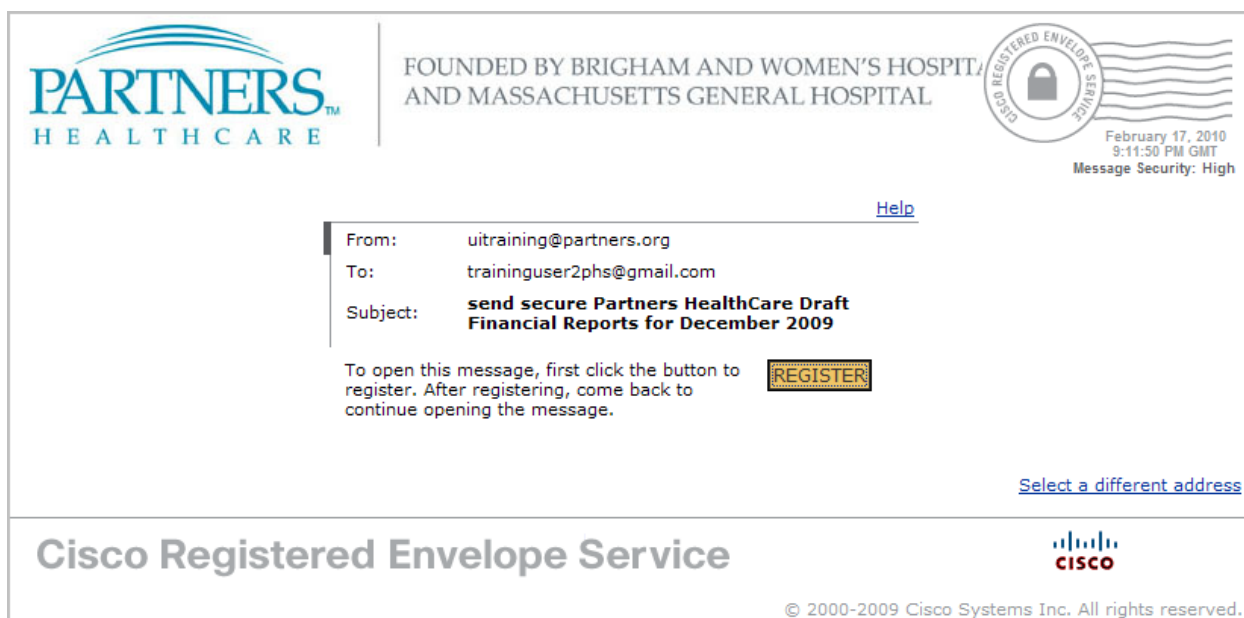 PARTNERS™
HEALTHCARE
FOUNDED BY BRIGHAM AND WOMEN'S HOSPITA
AND MASSACHUSETTS GENERAL HOSPITAL
CISCO REGISTERED ENVELOPE SERVICE
February 17, 2010
9:11:50 PM GMT
Message Security: High
Help
From: uitraining@partners.org
To: traininguser2phs@gmail.com
Subject: send secure Partners HealthCare Draft
Financial Reports for December 2009
To open this message, first click the button to
register. After registering, come back to
continue opening the message.
REGISTER
Select a different address
Cisco Registered Envelope Service
CISCO
© 2000-2009 Cisco Systems Inc. All rights reserved.